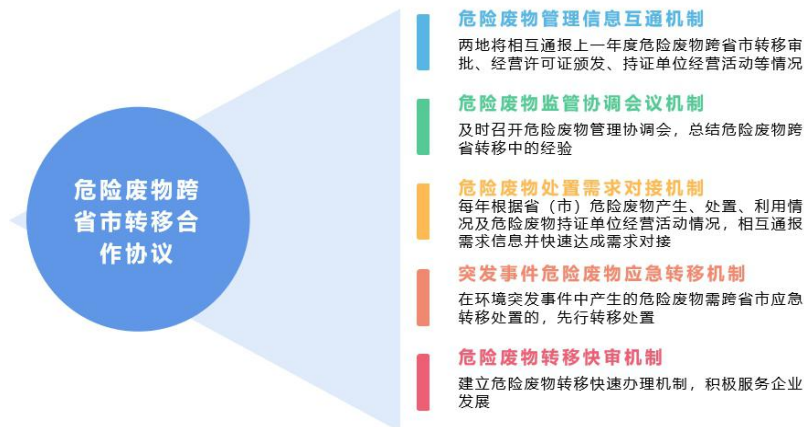 危险废物跨
省市转移合
作协议
危险废物管理信息互通机制
两地将相互通报上一年度危险废物跨省市转移审
批、经营许可证颁发、持证单位经营活动等情况
危险废物监管协调会议机制
及时召开危险废物管理协调会，总结危险废物跨
省转移中的经验
危险废物处置需求对接机制
每年根据省（市）危险废物产生、处置、利用情
况及危险废物持证单位经营活动情况，相互通报
需求信息并快速达成需求对接
突发事件危险废物应急转移机制
在环境突发事件中产生的危险废物需跨省市应急
转移处置的，先行转移处置
危险废物转移快审机制
建立危险废物转移快速办理机制，积极服务企业
发展